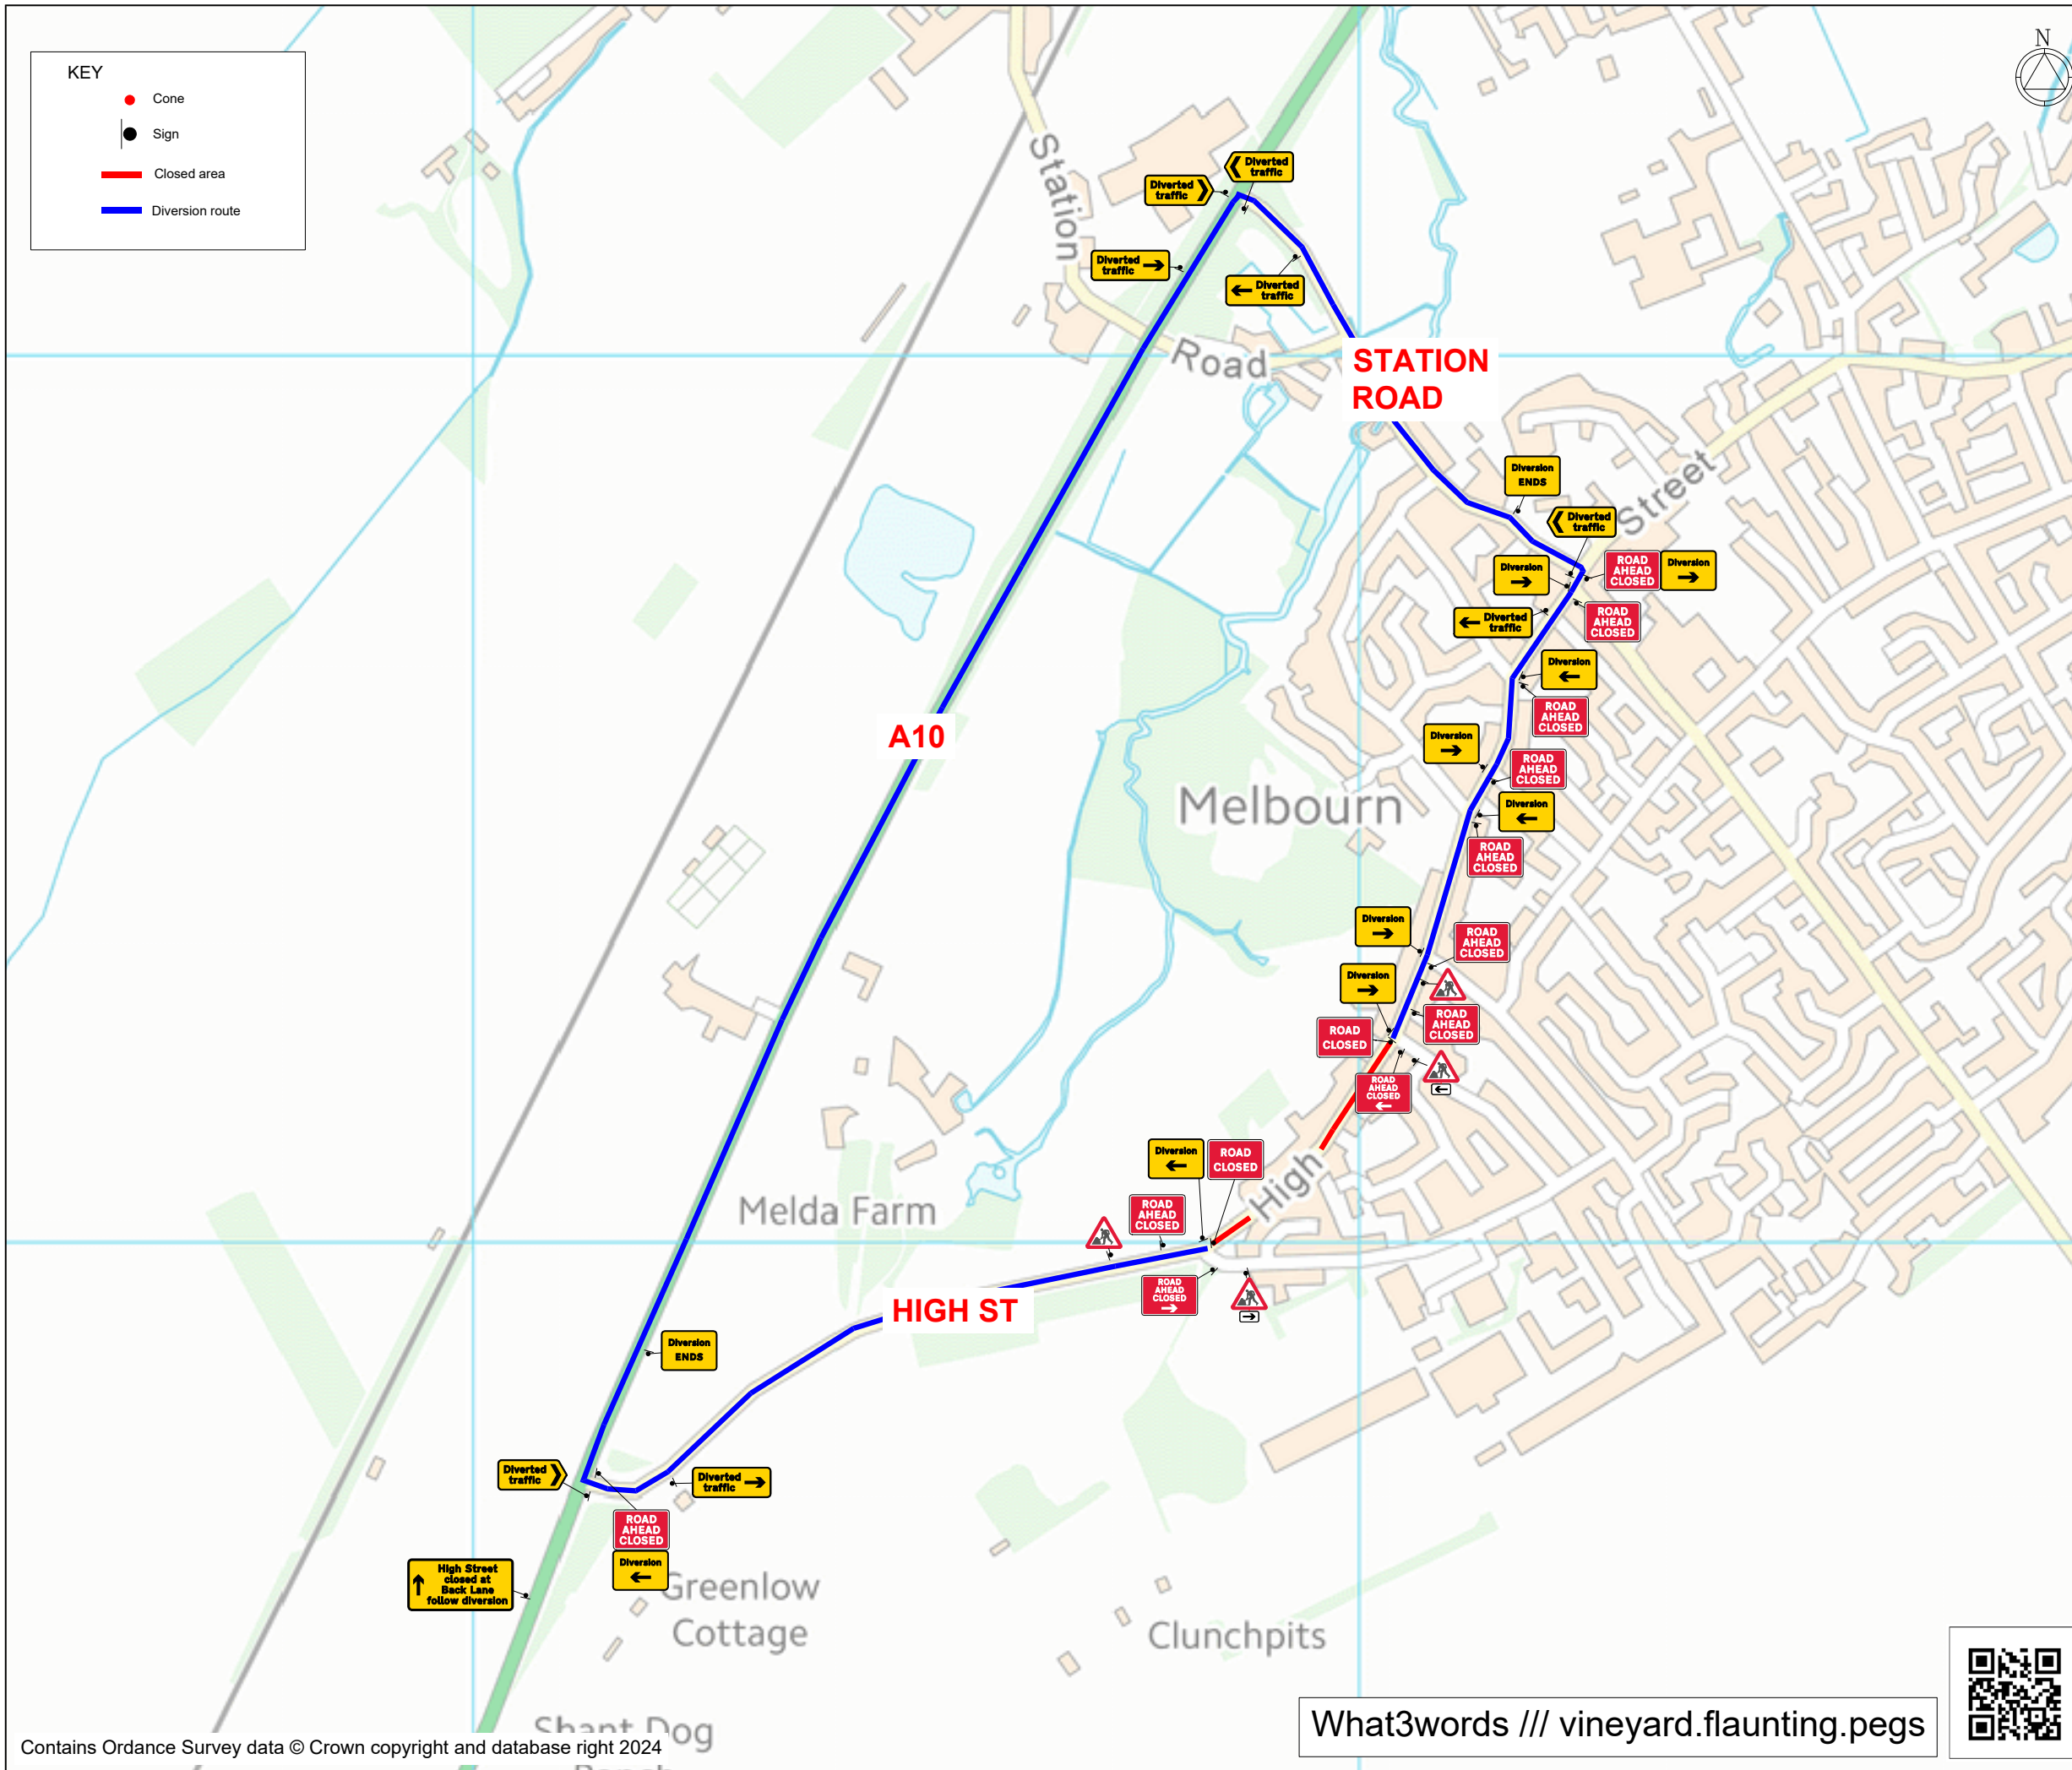 KEY
Cone
Sign
Closed area
Diversion route
N
Station
Road
Diverted
traffic
Diverted
traffic
Diverted
traffic
Diverted
traffic
STATION
ROAD
Street
Diversion
ENDS
Diverted
traffic
Diversion
ROAD
AHEAD
CLOSED
Diversion
Diverted
traffic
ROAD
AHEAD
CLOSED
Diversion
ROAD
AHEAD
CLOSED
A10
Diversion
ROAD
AHEAD
CLOSED
Melbourn
Diversion
ROAD
AHEAD
CLOSED
Diversion
ROAD
AHEAD
CLOSED
Diversion
ROAD
AHEAD
CLOSED
ROAD
CLOSED
ROAD
AHEAD
CLOSED
High
Diversion
ROAD
CLOSED
ROAD
AHEAD
CLOSED
Melda Farm
ROAD
AHEAD
CLOSED
HIGH ST
Diversion
ENDS
Diverted
traffic
Diverted
traffic
ROAD
AHEAD
CLOSED
Diversion
High Street
closed at
Back Lane
follow diversion
Greenlow
Cottage
Clunchpits
Shant Dog
What3words /// vineyard.flaunting.pegs
Contains Ordance Survey data © Crown copyright and database right 2024